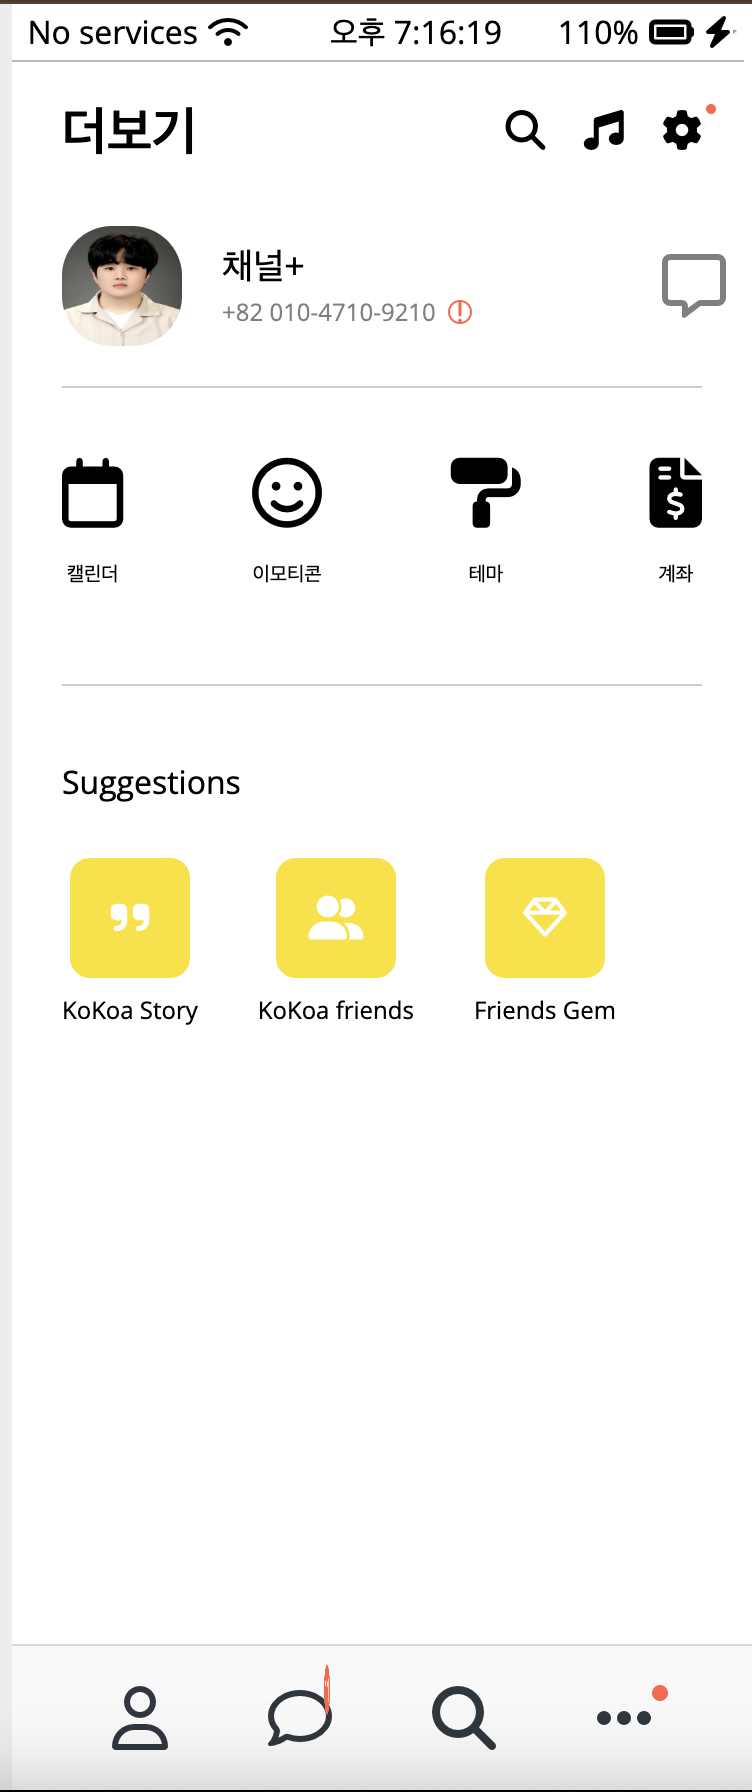 No services 오후 7:16:19 110%
더보기
채널+
+82 010-4710-9210
캘린더 이모티콘 테마 계좌
Suggestions
KoKoa Story KoKoa friends Friends Gem